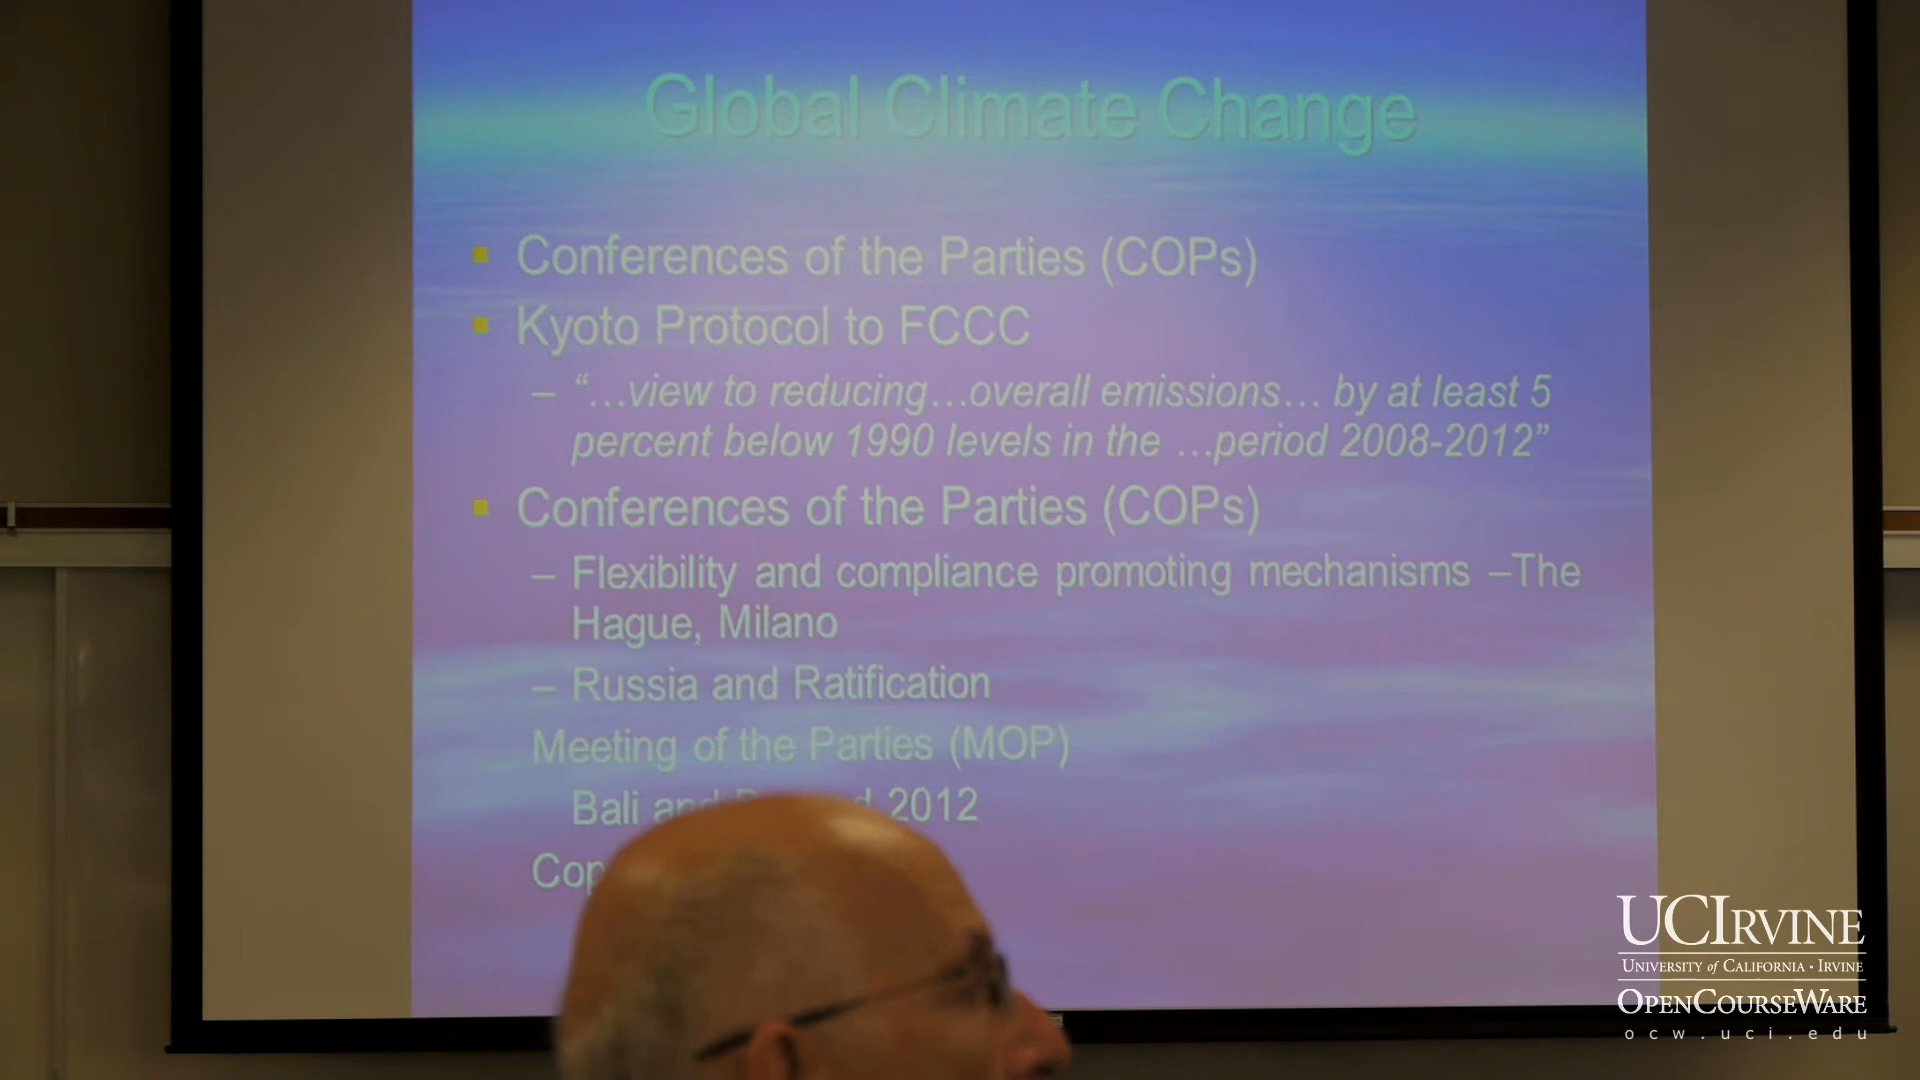 Global Climate Change
Conferences of the Parties (COPs)
Kyoto Protocol to FCCC
– “…view to reducing…overall emissions… by at least 5
percent below 1990 levels in the …period 2008-2012”
Conferences of the Parties (COPs)
– Flexibility and compliance promoting mechanisms –The
Hague, Milano
– Russia and Ratification
Meeting of the Parties (MOP)
Bali and 2012
UCIRVINE
UNIVERSITY of CALIFORNIA • IRVINE
OPENCOURSEWARE
ocw.uci.edu